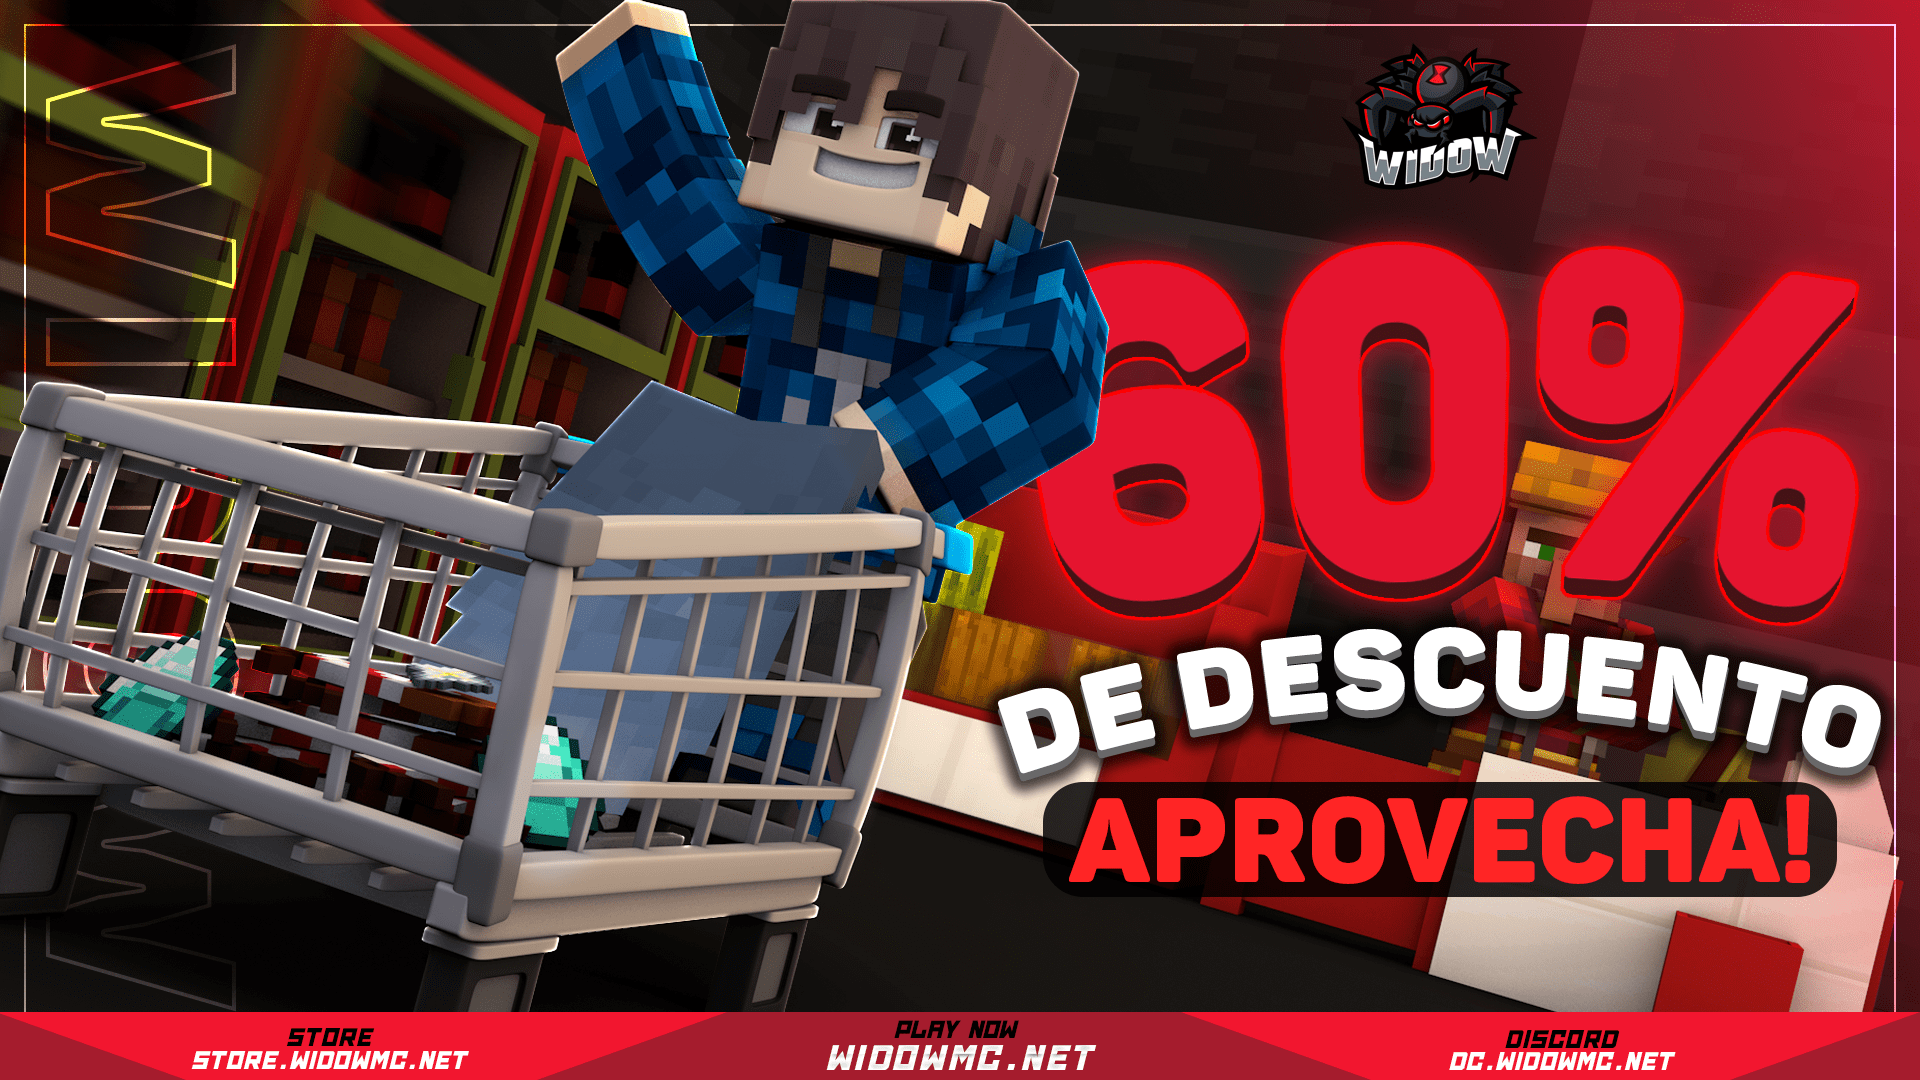 WIDOW
60%
DE DESCUENTO
APROVECHA!
STORE
STORE.WIDOWMC.NET
PLAY NOW
WIDOWMC.NET
DISCORD
DC.WIDOWMC.NET